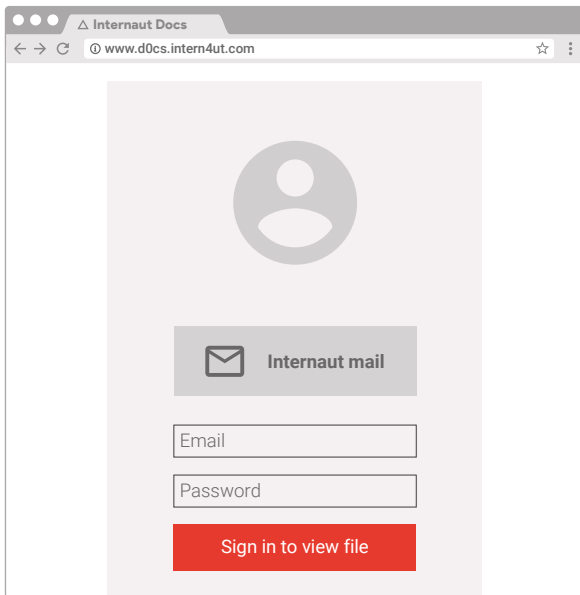 Internaut Docs
www.d0cs.intern4ut.com
Internaut mail
Email
Password
Sign in to view file